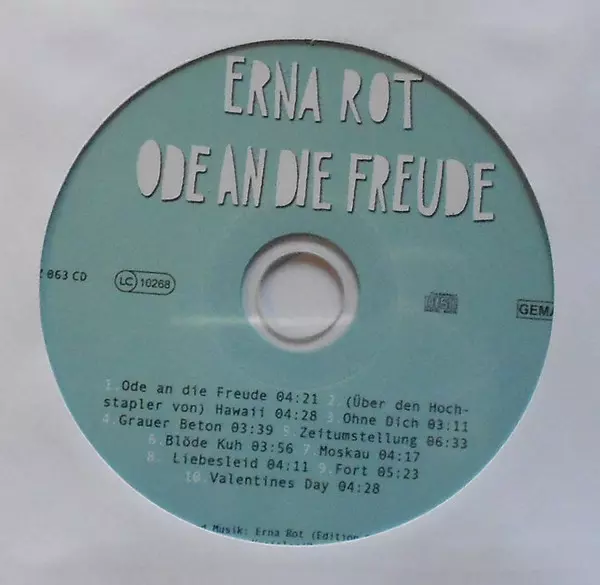 ERNA ROT
ODE AN DIE FREUDE
863 CD
LC 10268
GEMA
1.Ode an die Freude 04:21 2.(Über den Hoch-
stapler von) Hawaii 04:28 3.Ohne Dich 03:11
4.Grauer Beton 03:39 5.Zeitumstellung 06:33
6.Blöde Kuh 03:56 7.Moskau 04:17
8. Liebesleid 04:11 9.Fort 05:23
10.Valentines Day 04:28
Musik: Erna Rot (Edition